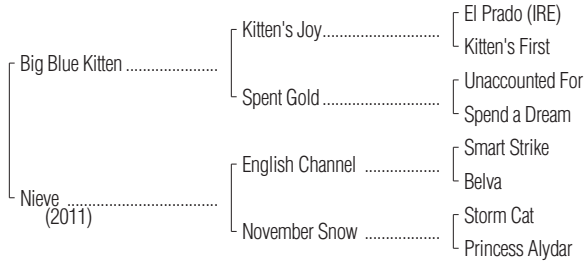 El Prado (IRE)
Kitten's Joy
Kitten's First
Big Blue Kitten
Unaccounted For
Spent Gold
Spend a Dream
Smart Strike
English Channel
Belva
Nieve
(2011)
Storm Cat
November Snow
Princess Alydar